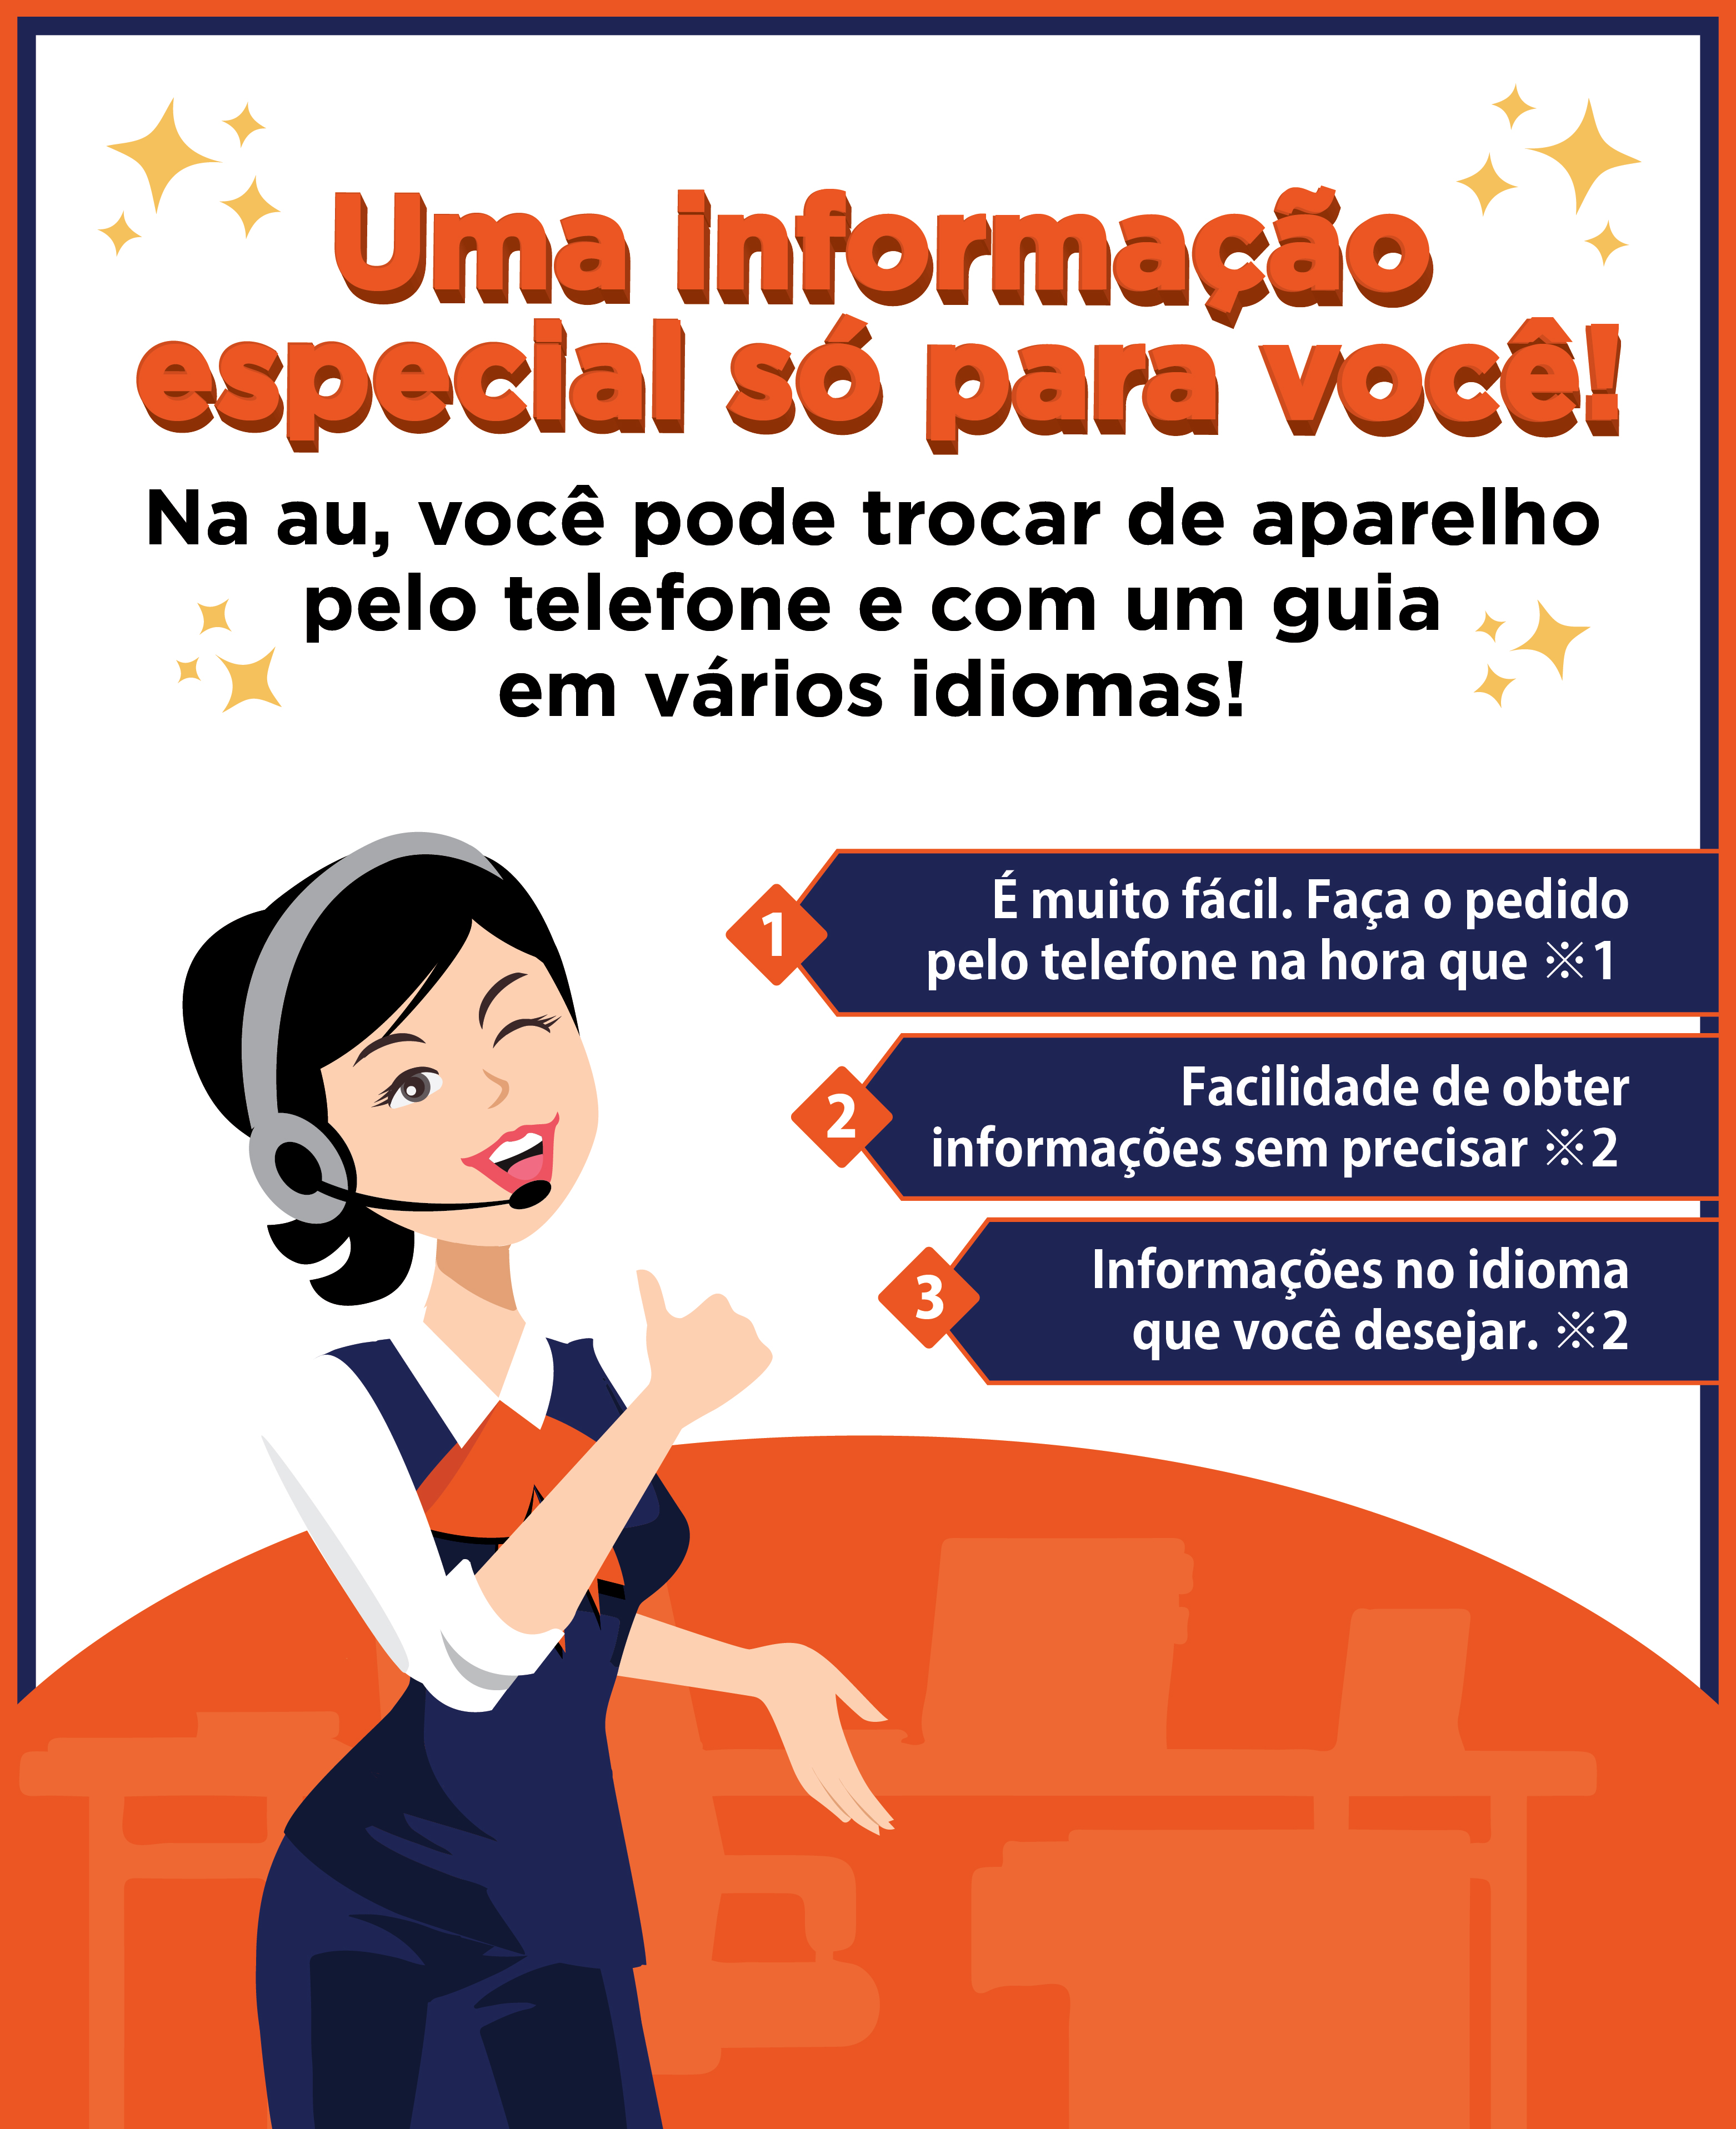 Uma informação
especial só para você!
Na au, você pode trocar de aparelho
pelo telefone e com um guia
em vários idiomas!
1
É muito fácil. Faça o pedido
pelo telefone na hora que ※1
2
Facilidade de obter
informações sem precisar ※2
3
Informações no idioma
que você desejar. ※2